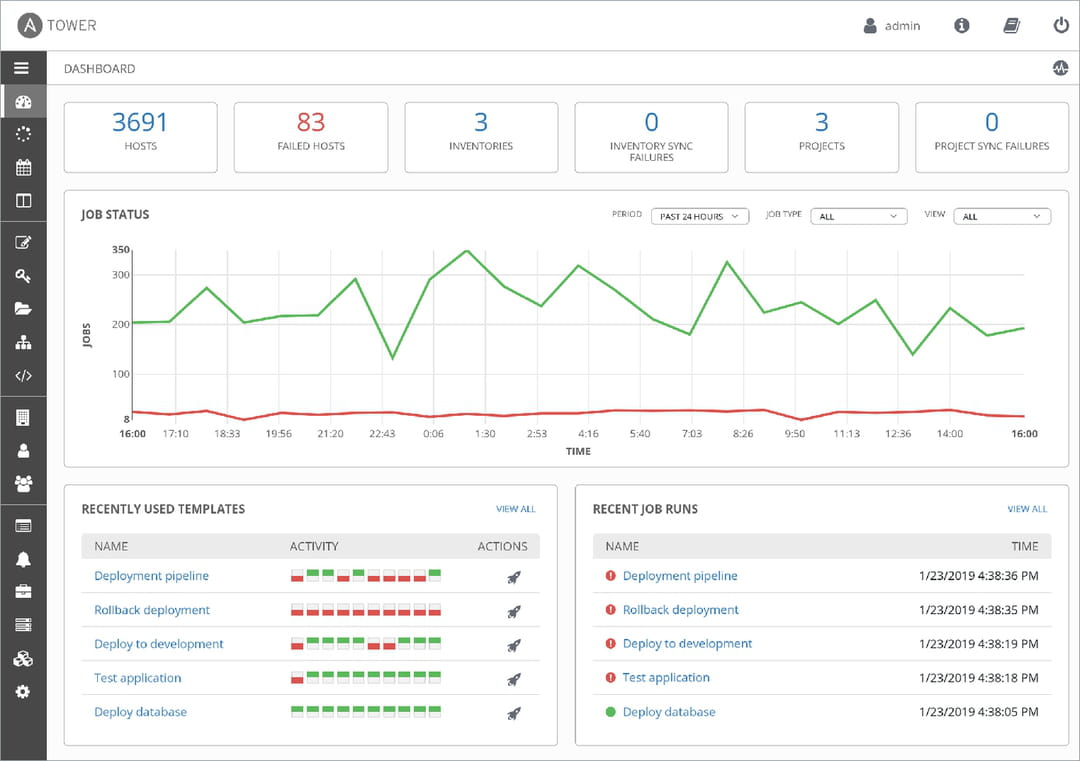 A TOWER
admin
DASHBOARD
3691
HOSTS
83
FAILED HOSTS
3
INVENTORIES
0
INVENTORY SYNC
FAILURES
3
PROJECTS
0
PROJECT SYNC FAILURES
JOB STATUS
PERIOD PAST 24 HOURS JOB TYPE ALL VIEW ALL
350
300
200
100
8
JOBS
16:00 17:10 18:33 19:56 21:20 22:43 0:06 1:30 2:53 4:16 5:40 7:03 8:26 9:50 11:13 12:36 14:00 16:00
TIME
RECENTLY USED TEMPLATES VIEW ALL
NAME ACTIVITY ACTIONS
Deployment pipeline
Rollback deployment
Deploy to development
Test application
Deploy database
RECENT JOB RUNS VIEW ALL
NAME TIME
Deployment pipeline 1/23/2019 4:38:36 PM
Rollback deployment 1/23/2019 4:38:35 PM
Deploy to development 1/23/2019 4:38:19 PM
Test application 1/23/2019 4:38:18 PM
Deploy database 1/23/2019 4:38:05 PM